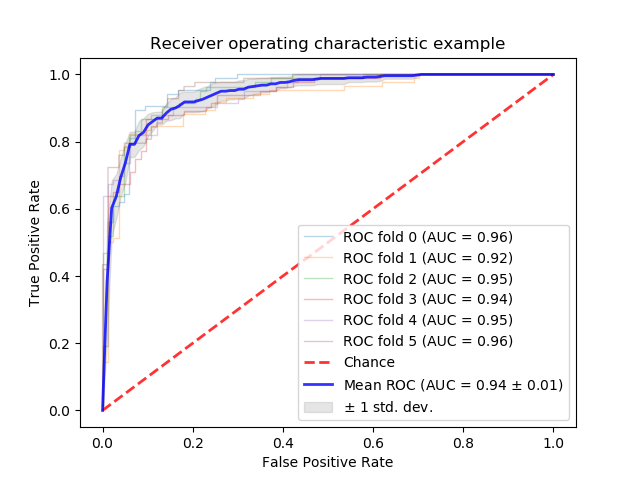 Receiver operating characteristic example
1.0
0.8
0.6
0.4
0.2
0.0
True Positive Rate
ROC fold 0 (AUC = 0.96)
ROC fold 1 (AUC = 0.92)
ROC fold 2 (AUC = 0.95)
ROC fold 3 (AUC = 0.94)
ROC fold 4 (AUC = 0.95)
ROC fold 5 (AUC = 0.96)
Chance
Mean ROC (AUC = 0.94 ± 0.01)
± 1 std. dev.
0.0 0.2 0.4 0.6 0.8 1.0
False Positive Rate